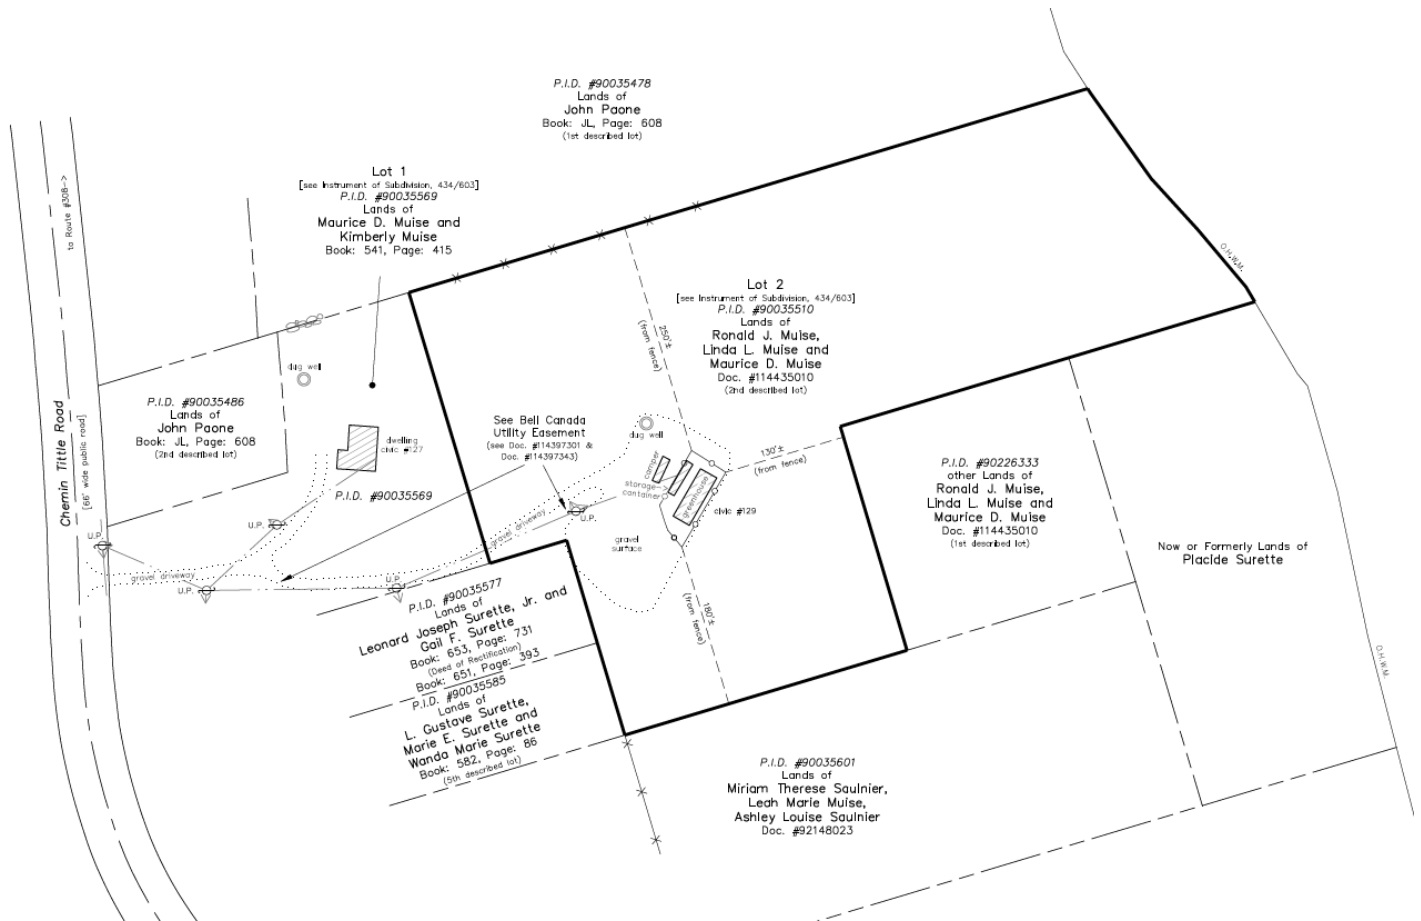 P.I.D. #90035478
Lands of
John Paone
Book: JL, Page: 608
(1st described lot)
to Route #308-->
Lot 1
[see Instrument of Subdivision, 434/603]
P.I.D. #90035569
Lands of
Maurice D. Muise and
Kimberly Muise
Book: 541, Page: 415
O.H.W.M.
Lot 2
[see Instrument of Subdivision, 434/603]
P.I.D. #90035510
Lands of
Ronald J. Muise,
Linda L. Muise and
Maurice D. Muise
Doc. #114435010
(2nd described lot)
250'±
(from fence)
dug well
P.I.D. #90035486
Lands of
John Paone
Book: JL, Page: 608
(2nd described lot)
Chemin Tittle Road
[66' wide public road]
dwelling
civic #127
P.I.D. #90035569
See Bell Canada
Utility Easement
(see Doc. #114397301 &
Doc. #114397343)
dug well
camper
storage
container
greenhouse
130'±
(from fence)
civic #129
gravel
surface
P.I.D. #90226333
other Lands of
Ronald J. Muise,
Linda L. Muise and
Maurice D. Muise
Doc. #114435010
(1st described lot)
Now or Formerly Lands of
Placide Surette
U.P.
U.P.
gravel driveway
U.P.
U.P.
gravel driveway
U.P.
180'±
(from fence)
P.I.D. #90035577
Lands of
Leonard Joseph Surette, Jr. and
Gail F. Surette
Book: 653, Page: 731
(Deed of Rectification)
Book: 651, Page: 393
P.I.D. #90035585
Lands of
L. Gustave Surette,
Marie E. Surette and
Wanda Marie Surette
Book: 582, Page: 86
(5th described lot)
O.H.W.M.
P.I.D. #90035601
Lands of
Miriam Therese Saulnier,
Leah Marie Muise,
Ashley Louise Saulnier
Doc. #92148023